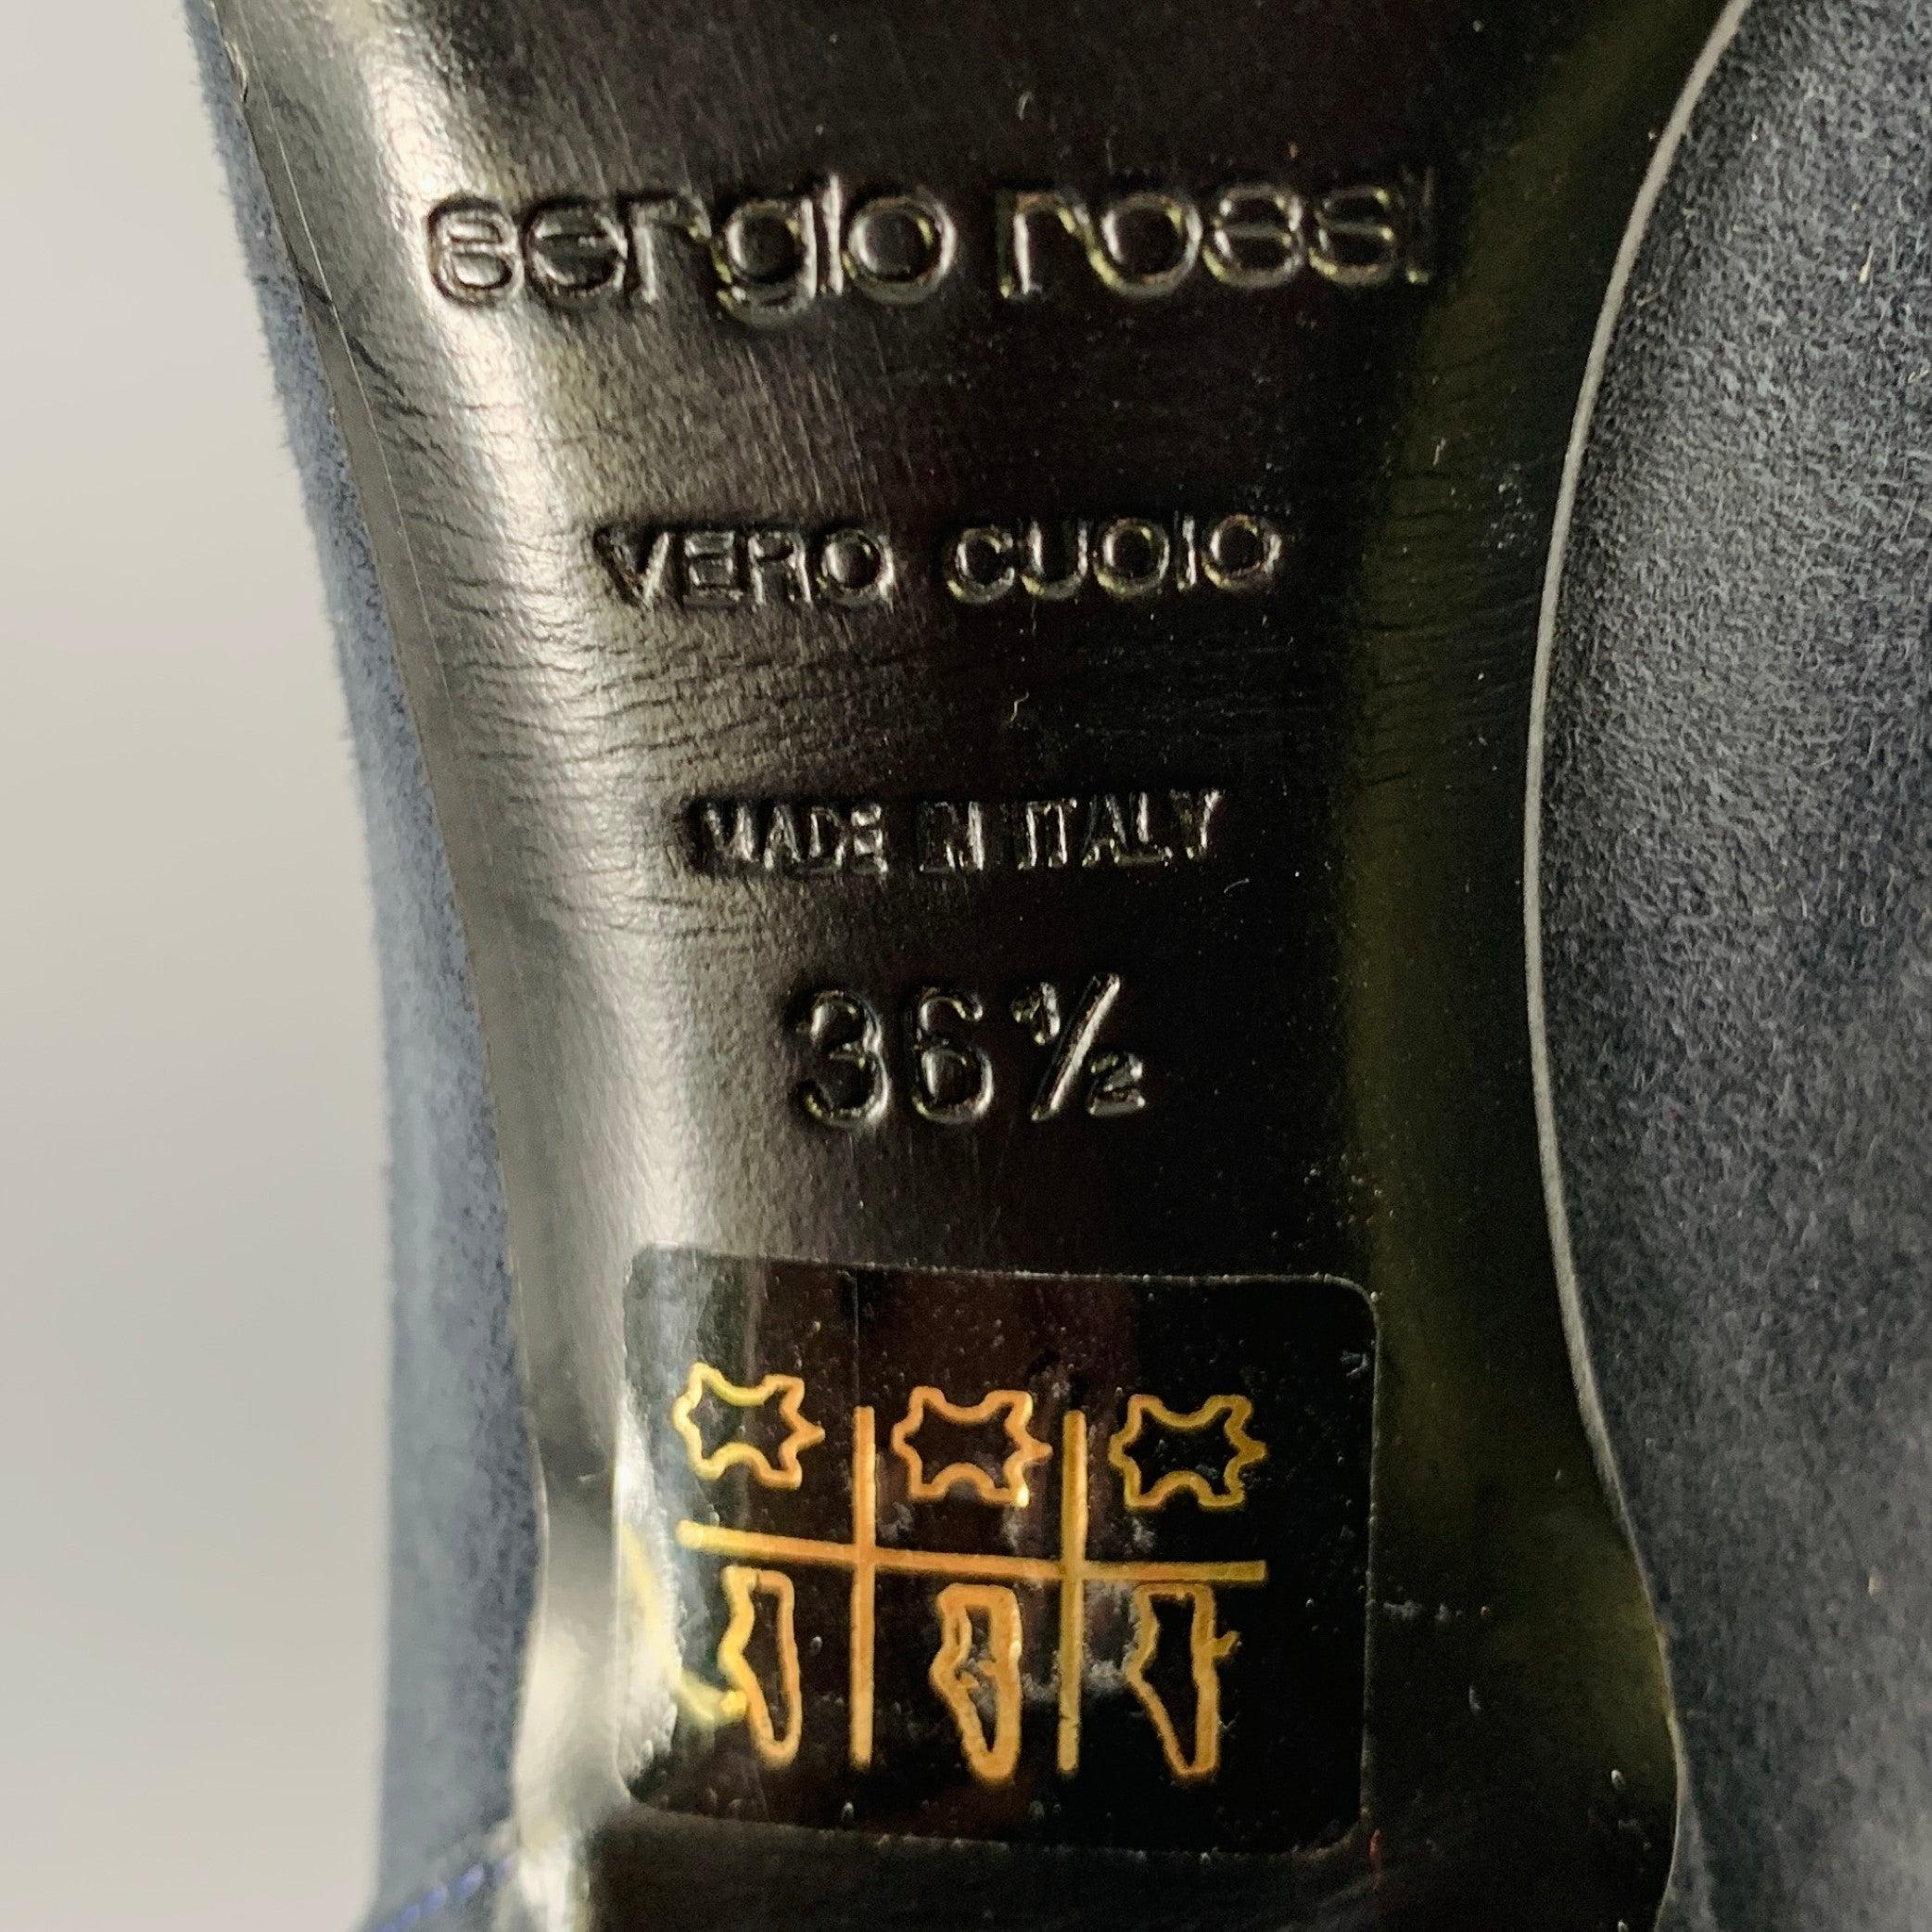 sergio rossi
VERO CUOIO
MADE IN ITALY
36½